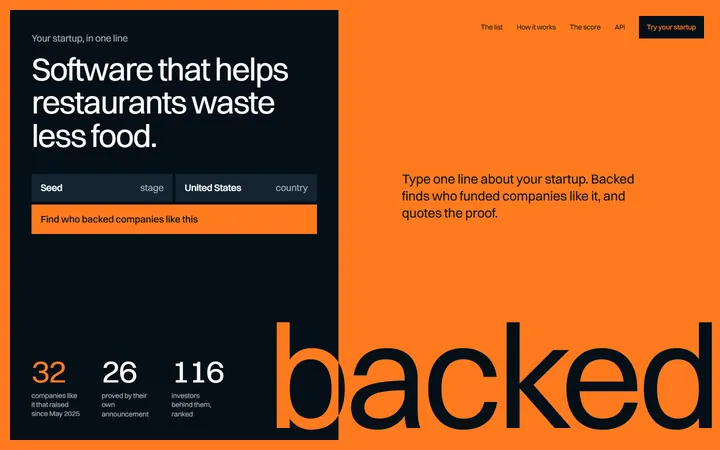 The list
How it works
The score
API
Try your startup
Your startup, in one line
Software that helps
restaurants waste
less food.
Seed
stage
United States
country
Find who backed companies like this
Type one line about your startup. Backed
finds who funded companies like it, and
quotes the proof.
32
companies like
it that raised
since May 2025
26
proved by their
own
announcement
116
investors
behind them,
ranked
backed